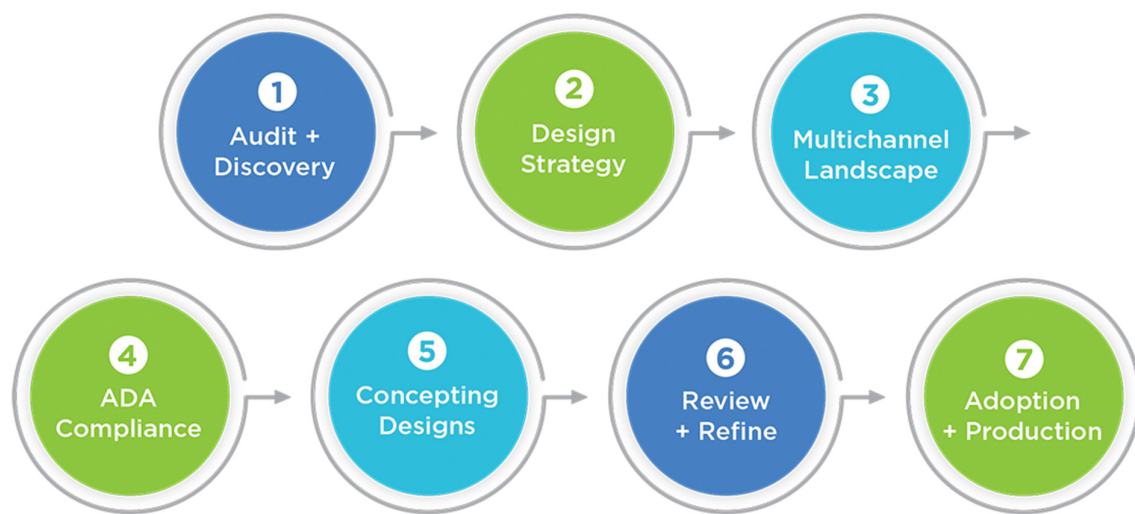 1
Audit +
Discovery
2
Design
Strategy
3
Multichannel
Landscape
4
ADA
Compliance
5
Concepting
Designs
6
Review
+ Refine
7
Adoption
+ Production